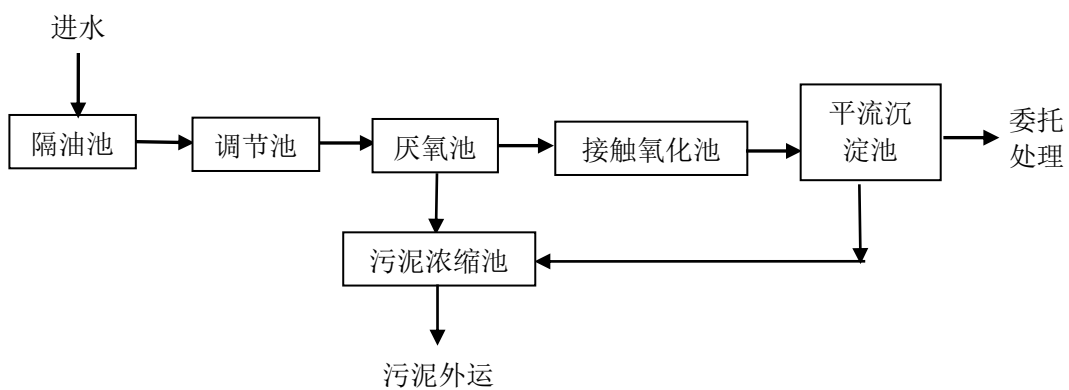 进水
隔油池
调节池
厌氧池
接触氧化池
平流沉
淀池
委托
处理
污泥浓缩池
污泥外运